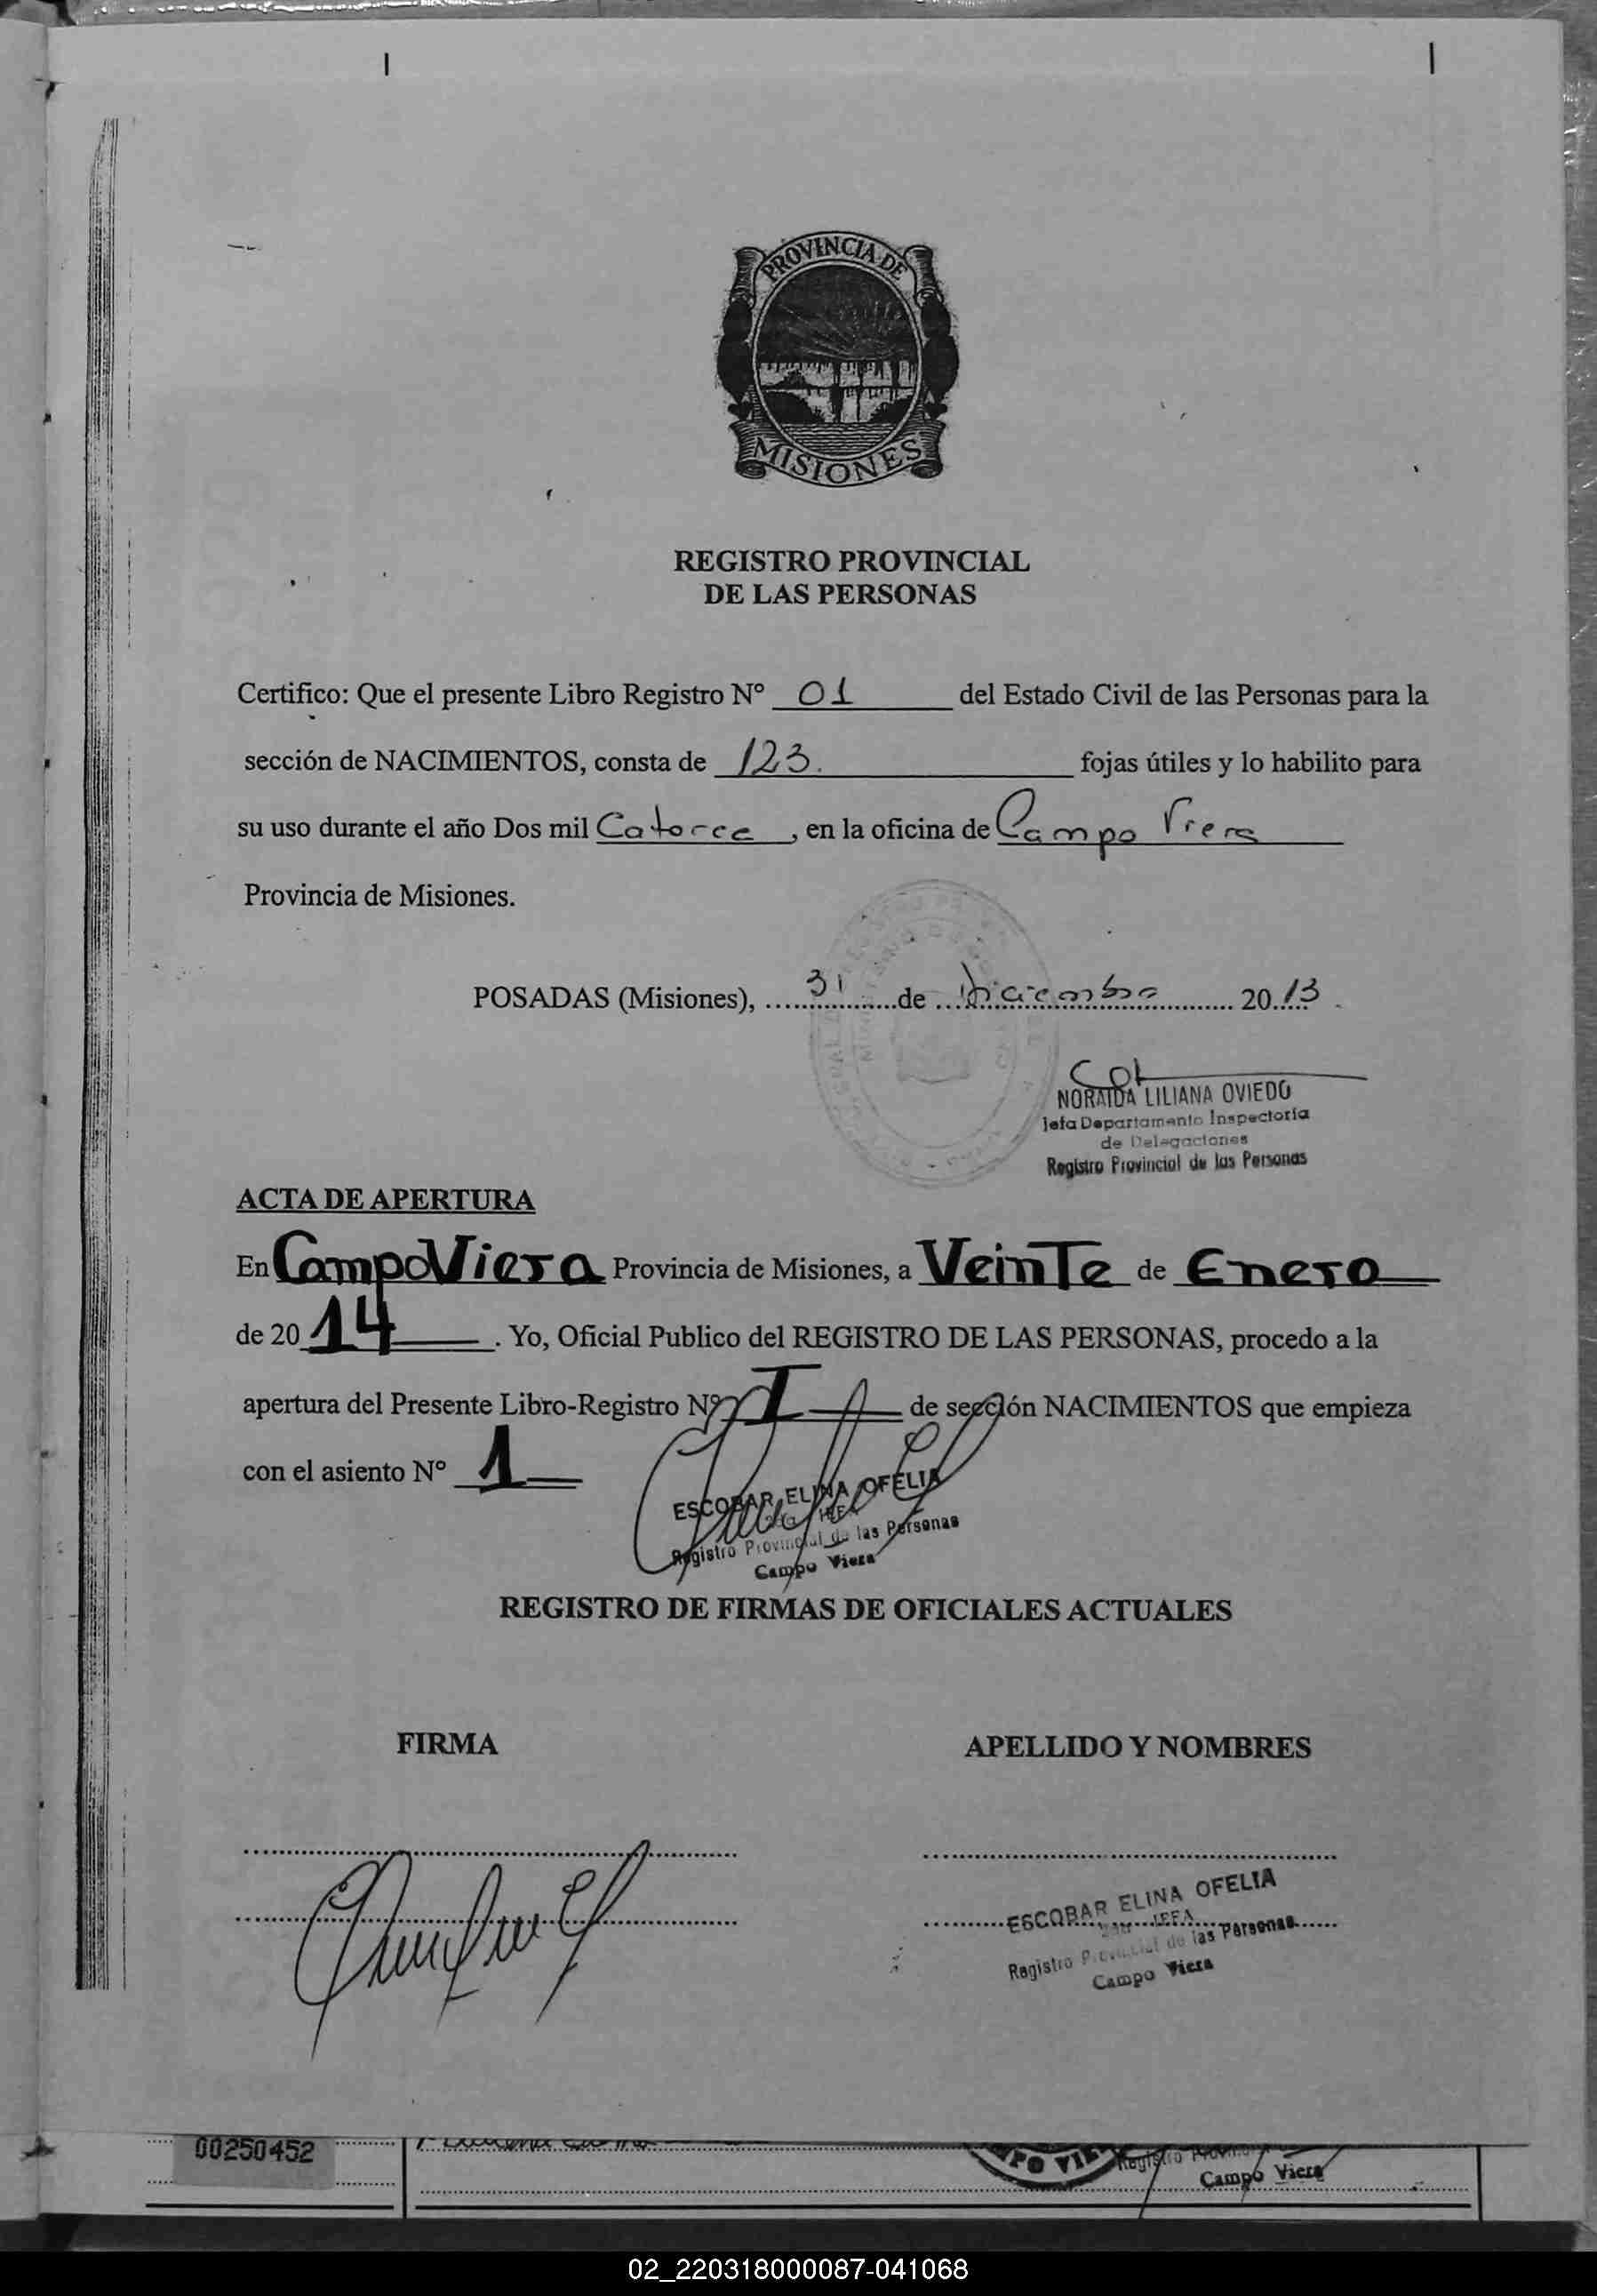 PROVINCIA DE
MISIONES
REGISTRO PROVINCIAL
DE LAS PERSONAS
Certifico: Que el presente Libro Registro Nº 01 del Estado Civil de las Personas para la
sección de NACIMIENTOS, consta de 123. fojas útiles y lo habilito para
su uso durante el año Dos mil Catorce, en la oficina de Campo Viera
Provincia de Misiones.
POSADAS (Misiones), 31 de diciembre 2013.
NORAIDA LILIANA OVIEDO
Jefa Departamento Inspectoría
de Delegaciones
Registro Provincial de las Personas
ACTA DE APERTURA
En Campo Viera Provincia de Misiones, a Veinte de Enero
de 2014. Yo, Oficial Publico del REGISTRO DE LAS PERSONAS, procedo a la
apertura del Presente Libro-Registro Nº I de sección NACIMIENTOS que empieza
con el asiento Nº 1
ESCOBAR ELINA OFELIA
Registro Provincial de las Personas
Campo Viera
REGISTRO DE FIRMAS DE OFICIALES ACTUALES
FIRMA APELLIDO Y NOMBRES
ESCOBAR ELINA OFELIA
JEFA
Registro Provincial de las Personas
Campo Viera
00250452
Campo Viera
02_220318000087-041068